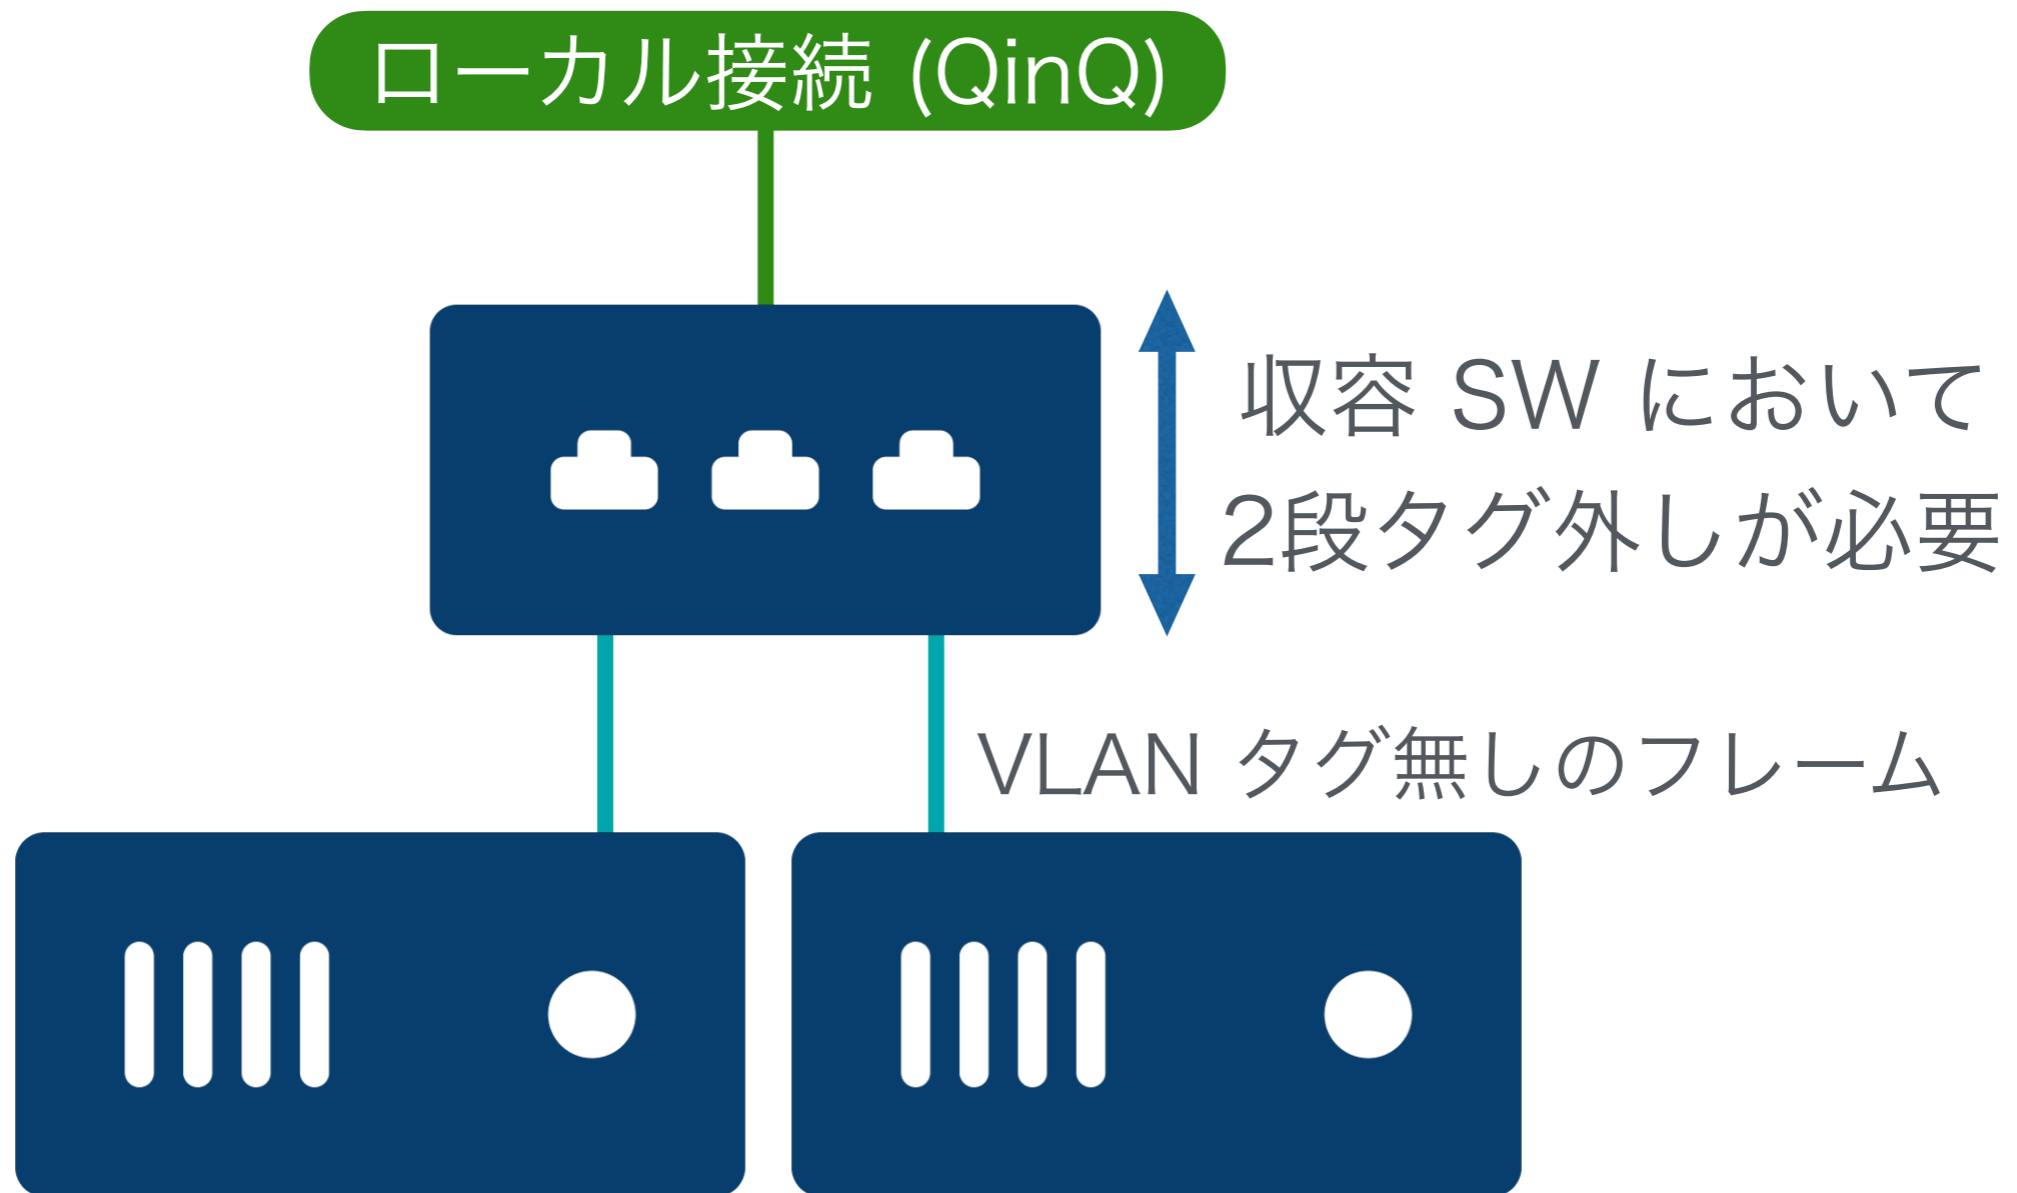 ローカル接続 (QinQ)
収容 SW において
2段タグ外しが必要
VLAN タグ無しのフレーム